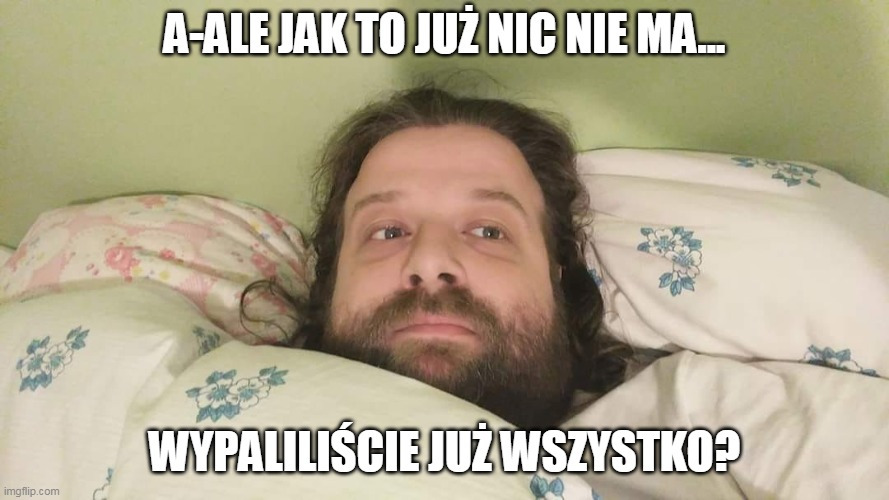 A-ALE JAK TO JUŻ NIC NIE MA...
WYPALILIŚCIE JUŻ WSZYSTKO?
imgflip.com